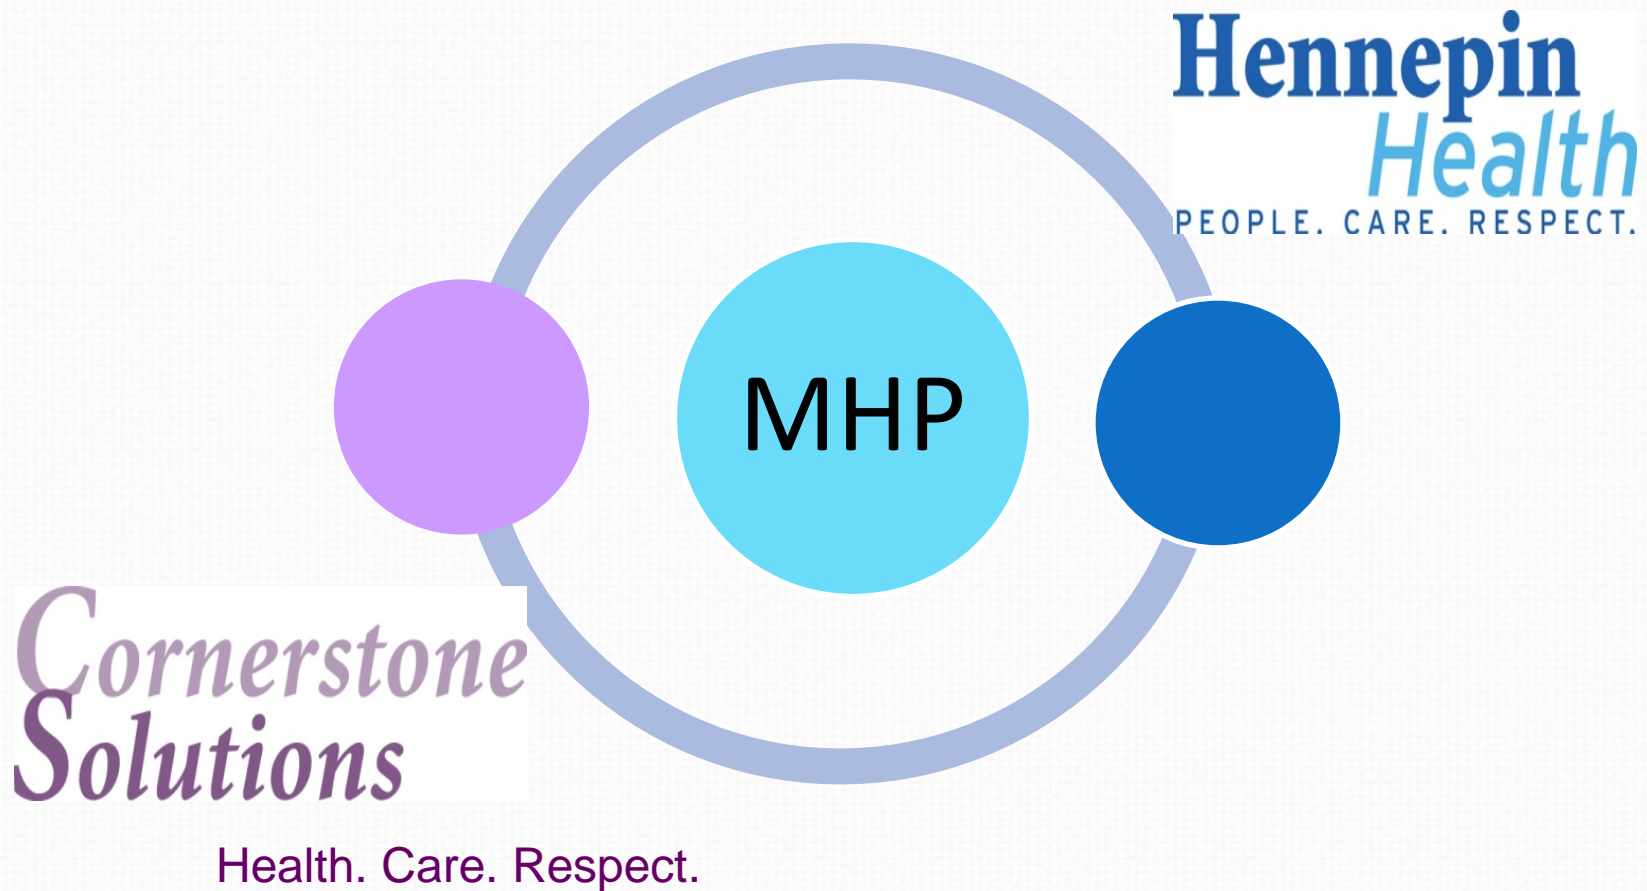 Hennepin
Health
PEOPLE. CARE. RESPECT.
MHP
Cornerstone
Solutions
Health. Care. Respect.